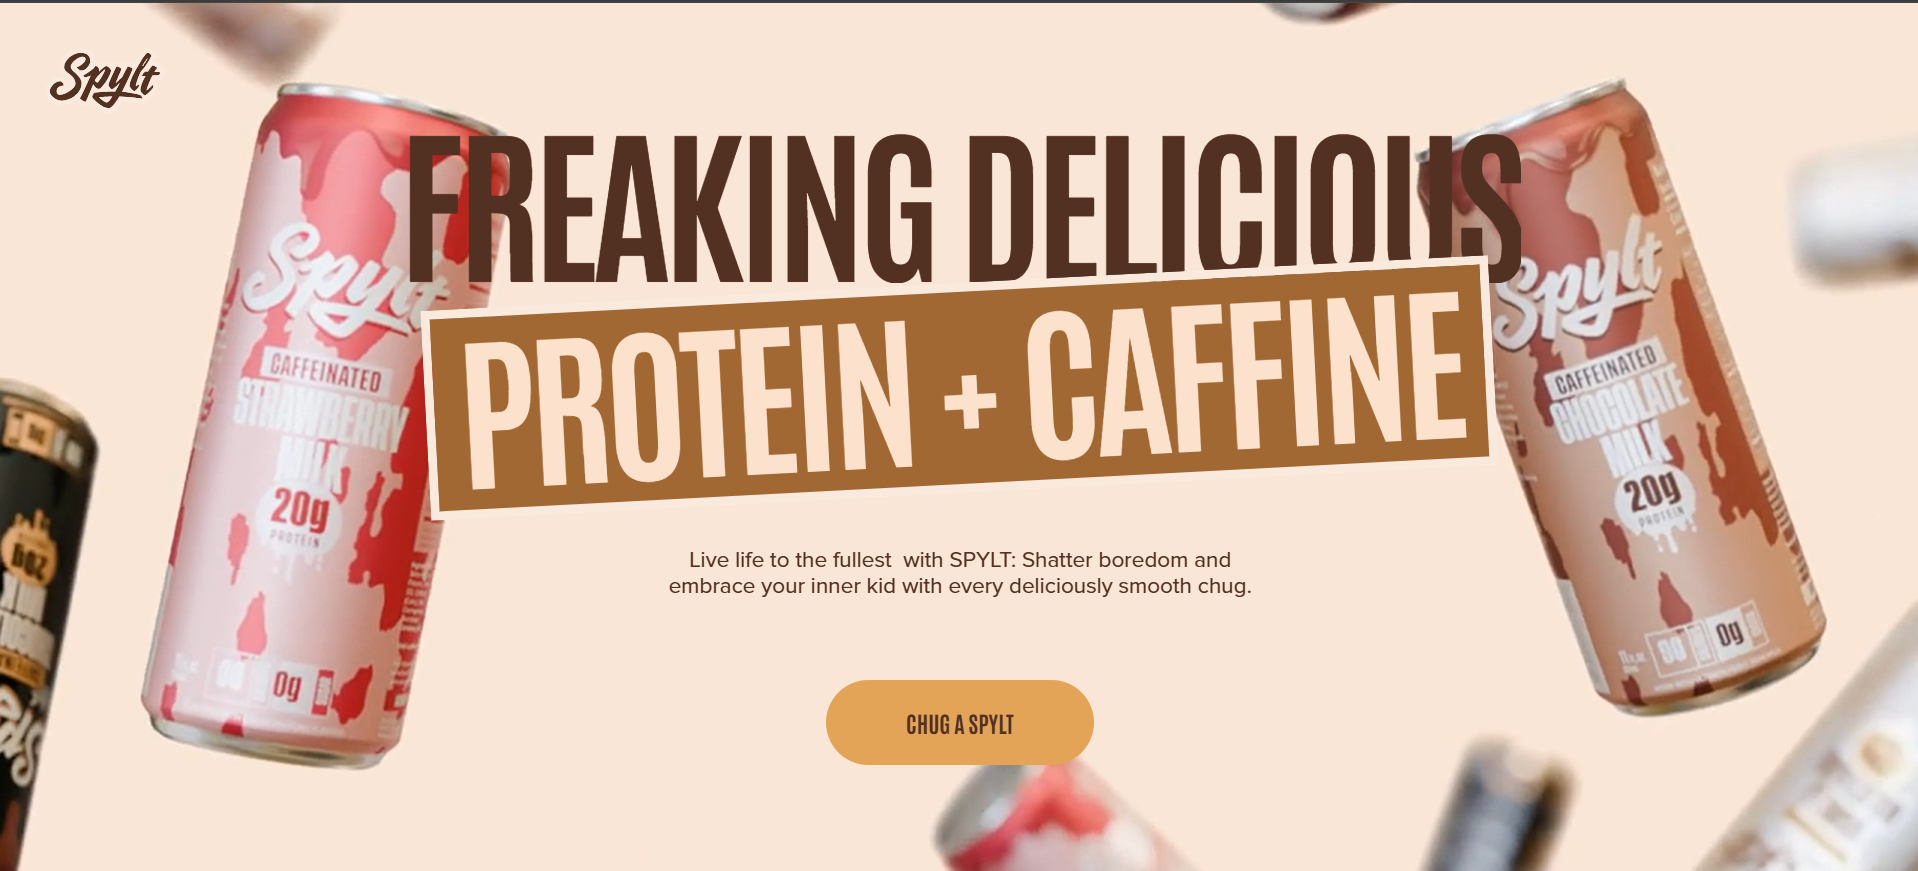 Spylt
FREAKING DELICIOUS
PROTEIN + CAFFINE
Live life to the fullest  with SPYLT: Shatter boredom and
embrace your inner kid with every deliciously smooth chug.
CHUG A SPYLT
Spylt
CAFFEINATED
STRAWBERRY
MILK
20g
PROTEIN
0g
Spylt
CAFFEINATED
CHOCOLATE
MILK
20g
PROTEIN
0g